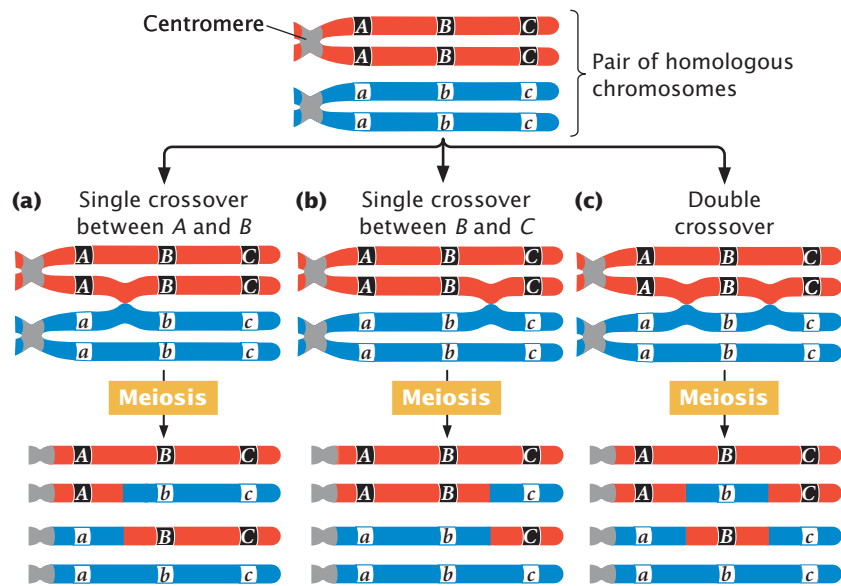 Centromere
A B C
A B C
a b c
a b c
Pair of homologous
chromosomes
(a) Single crossover
between A and B
(b) Single crossover
between B and C
(c) Double
crossover
A B C
A B C
a b c
a b c
A B C
A B C
a b c
a b c
A B C
A B C
a b c
a b c
Meiosis
Meiosis
Meiosis
A B C
A b c
a B C
a b c
A B C
A B c
a b C
a b c
A B C
A b C
a B c
a b c